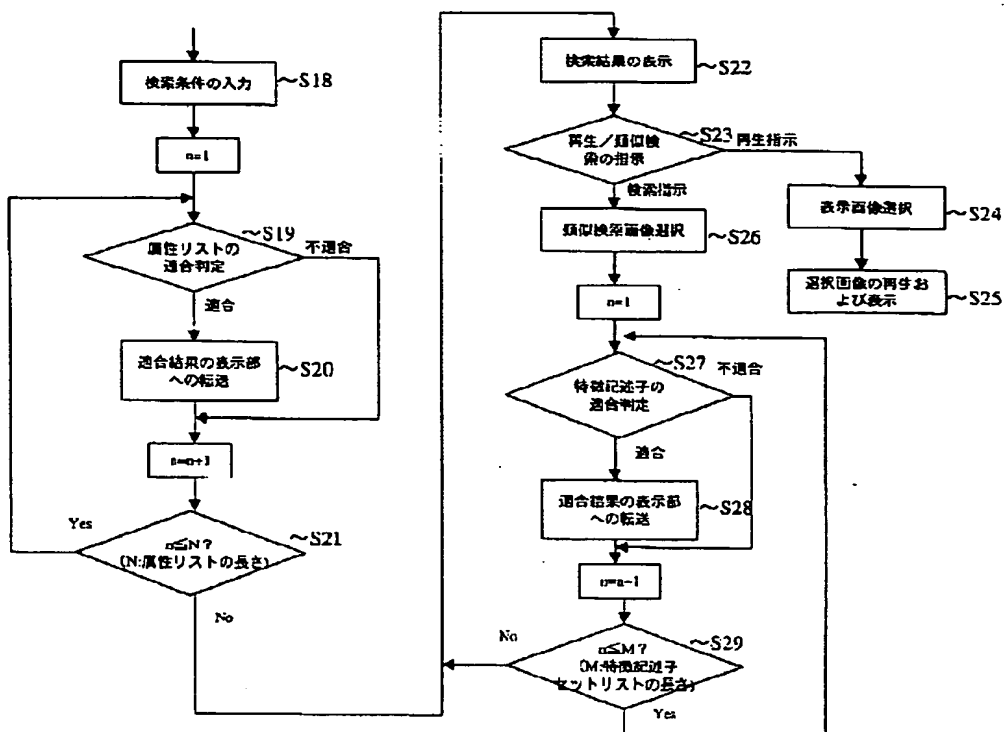 検索条件の入力
～S18
n=1
～S19
属性リストの
適合判定
不適合
適合
適合結果の表示部
への転送
～S20
n=n+1
Yes
n≦N？
(N:属性リストの長さ)
～S21
No
検索結果の表示
～S22
～S23
再生／類似検
索の指示
再生指示
検索指示
表示画像選択
～S24
選択画像の再生お
よび表示
～S25
類似検索画像選択
～S26
n=1
～S27
特徴記述子の
適合判定
不適合
適合
適合結果の表示部
への転送
～S28
No
n≦M？
(M:特徴記述子
セットリストの長さ)
～S29
Yes